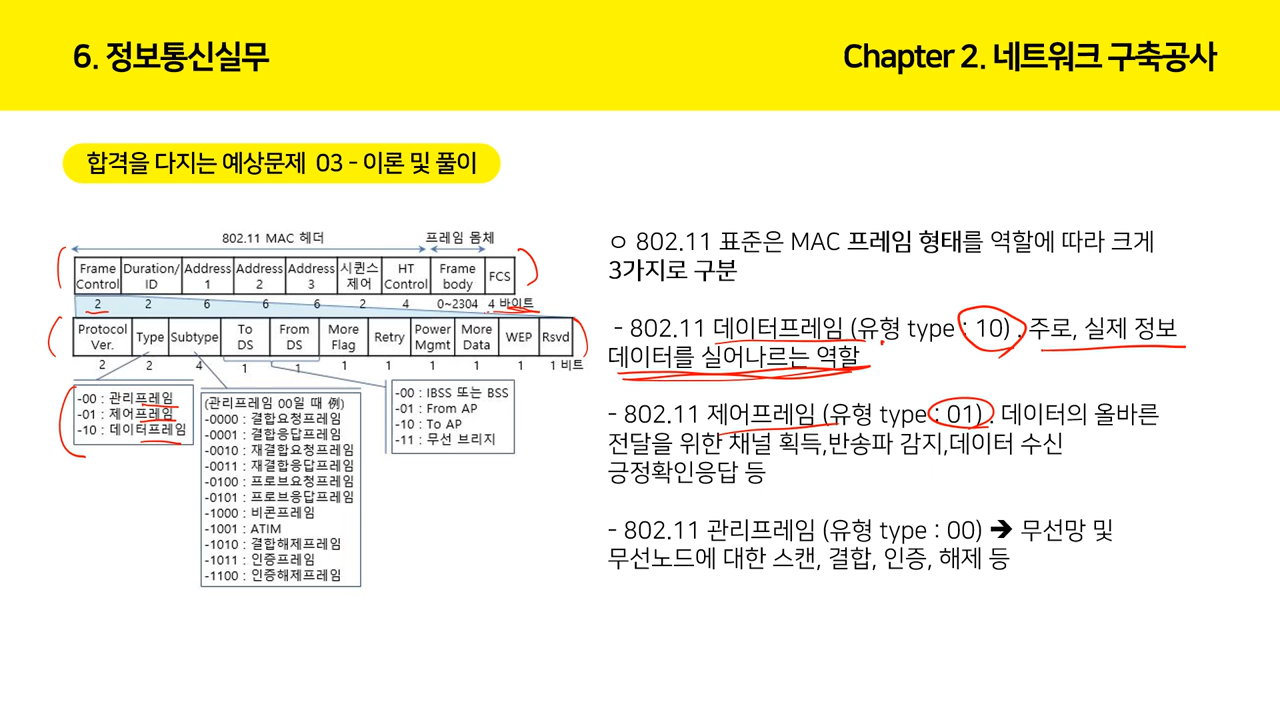 6. 정보통신실무
Chapter 2. 네트워크 구축공사
합격을 다지는 예상문제 03 - 이론 및 풀이
802.11 MAC 헤더
프레임 몸체
Frame Control
Duration/ ID
Address 1
Address 2
Address 3
시퀀스 제어
HT Control
Frame body
FCS
2 2 6 6 6 2 4 0~2304 4 바이트
Protocol Ver.
Type
Subtype
To DS
From DS
More Flag
Retry
Power Mgmt
More Data
WEP
Rsvd
2 2 4 1 1 1 1 1 1 1 1 비트
-00 : 관리프레임
-01 : 제어프레임
-10 : 데이터프레임
(관리프레임 00일 때 例)
-0000 : 결합요청프레임
-0001 : 결합응답프레임
-0010 : 재결합요청프레임
-0011 : 재결합응답프레임
-0100 : 프로브요청프레임
-0101 : 프로브응답프레임
-1000 : 비콘프레임
-1001 : ATIM
-1010 : 결합해제프레임
-1011 : 인증프레임
-1100 : 인증해제프레임
-00 : IBSS 또는 BSS
-01 : From AP
-10 : To AP
-11 : 무선 브리지
ㅇ 802.11 표준은 MAC 프레임 형태를 역할에 따라 크게
3가지로 구분
- 802.11 데이터프레임 (유형 type : 10) . 주로, 실제 정보
데이터를 실어나르는 역할
- 802.11 제어프레임 (유형 type : 01) . 데이터의 올바른
전달을 위한 채널 획득,반송파 감지,데이터 수신
긍정확인응답 등
- 802.11 관리프레임 (유형 type : 00) 🡺 무선망 및
무선노드에 대한 스캔, 결합, 인증, 해제 등